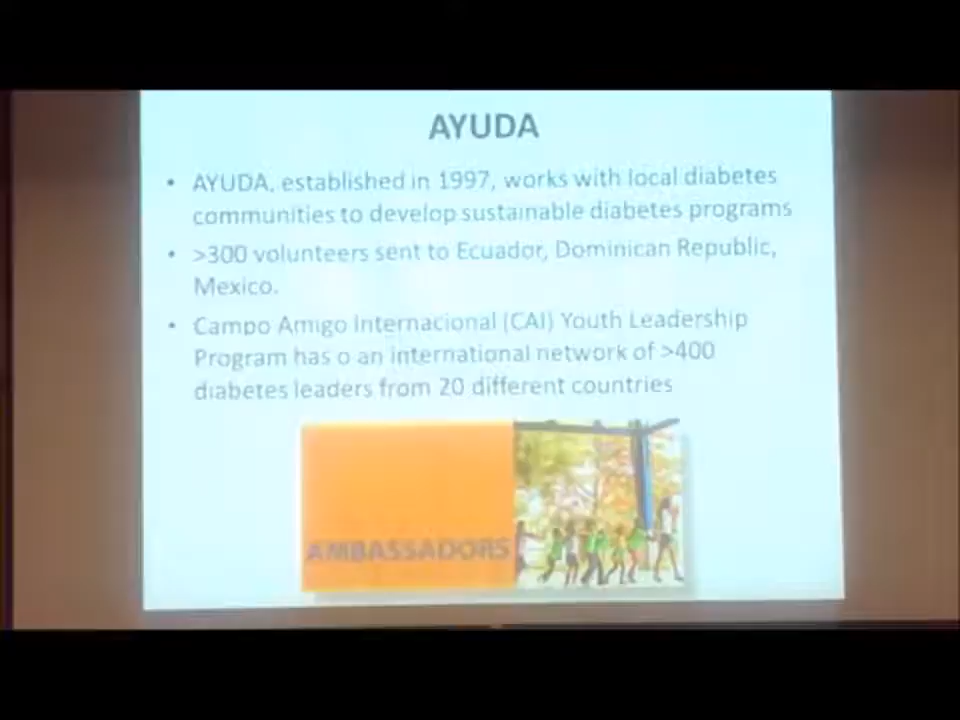 AYUDA
• AYUDA, established in 1997, works with local diabetes
communities to develop sustainable diabetes programs
• >300 volunteers sent to Ecuador, Dominican Republic,
Mexico.
• Campo Amigo Internacional (CAI) Youth Leadership
Program has o an international network of >400
diabetes leaders from 20 different countries
AMBASSADORS